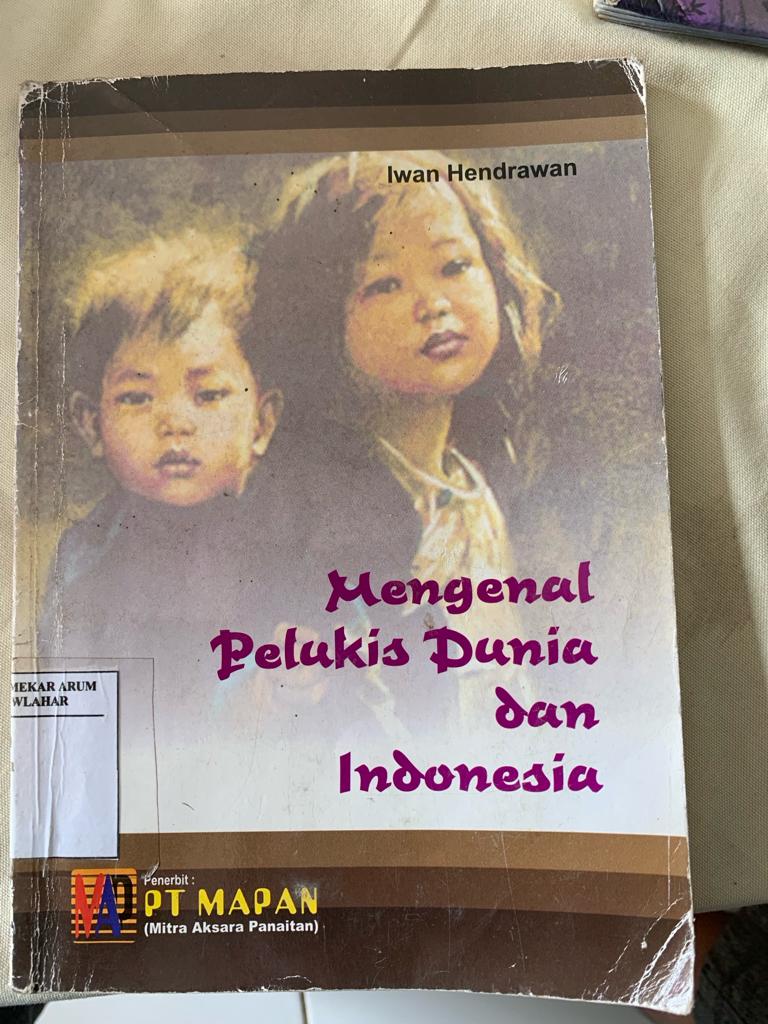 Iwan Hendrawan
Mengenal
Pelukis Dunia
dan
Indonesia
MEKAR ARUM
WLAHAR
Penerbit :
PT MAPAN
(Mitra Aksara Panaitan)